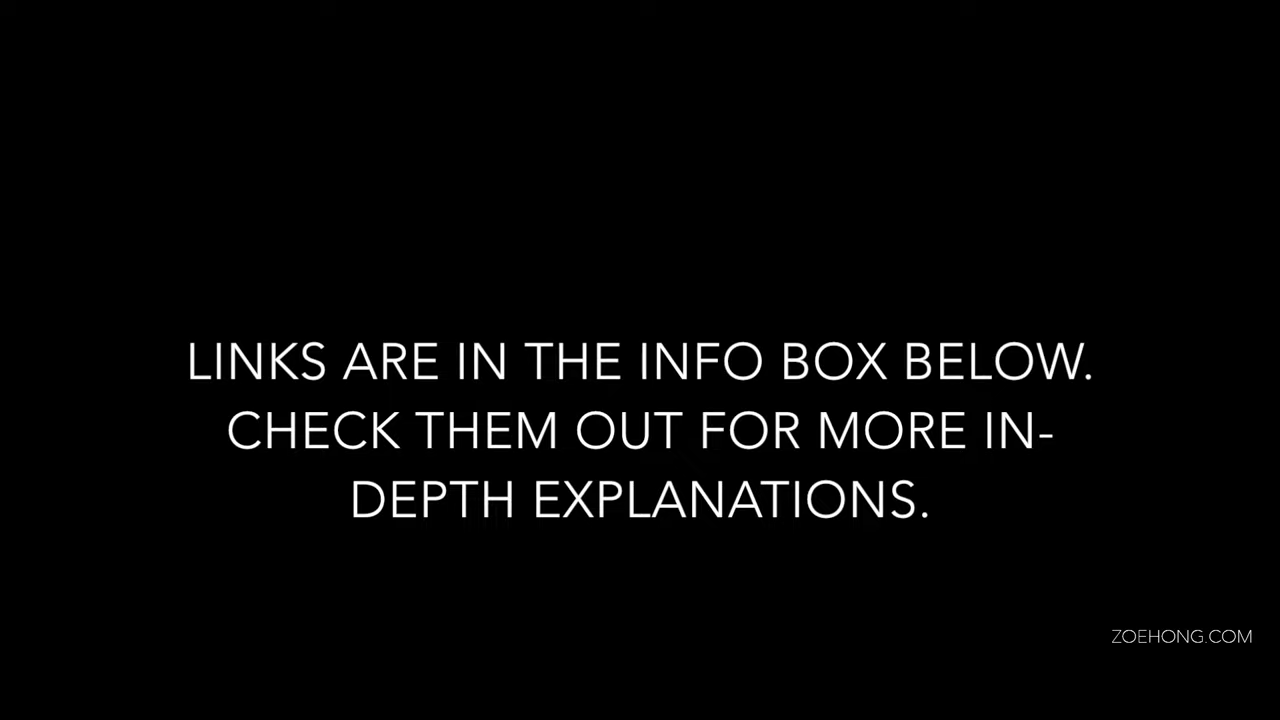 LINKS ARE IN THE INFO BOX BELOW.
CHECK THEM OUT FOR MORE IN-
DEPTH EXPLANATIONS.
ZOEHONG.COM